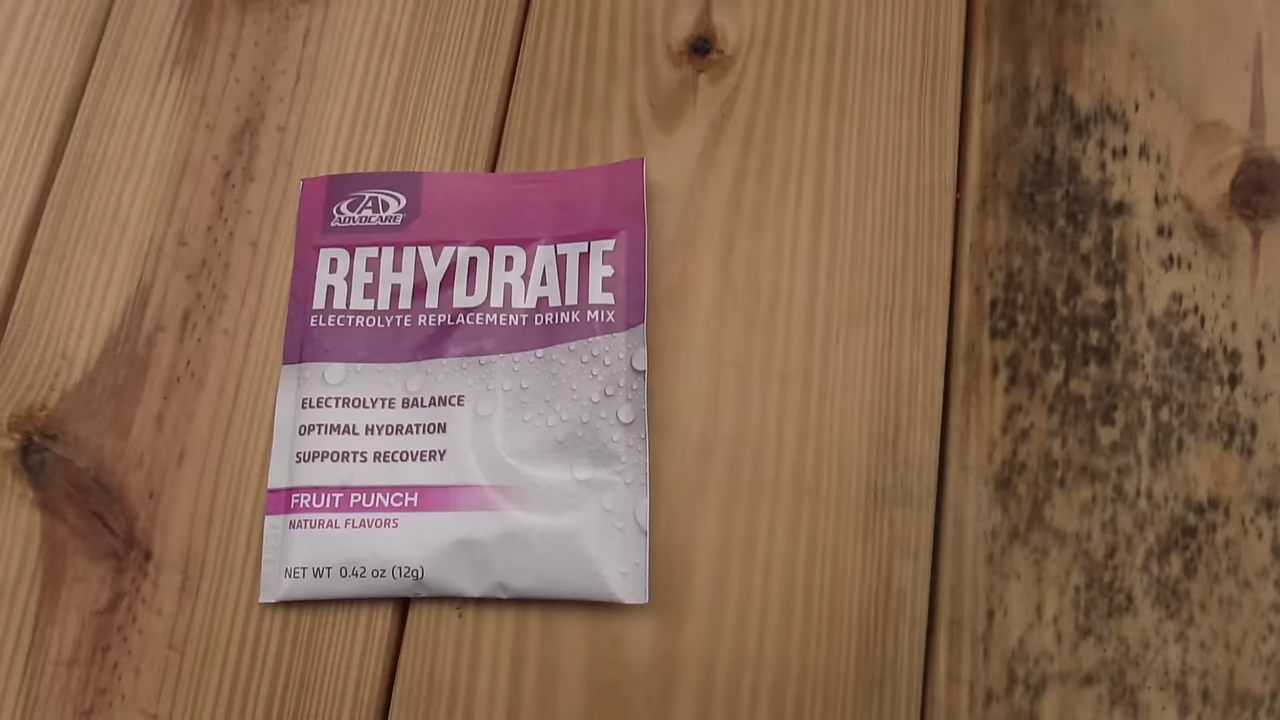 ADVOCARE
REHYDRATE
ELECTROLYTE REPLACEMENT DRINK MIX
ELECTROLYTE BALANCE
OPTIMAL HYDRATION
SUPPORTS RECOVERY
FRUIT PUNCH
NATURAL FLAVORS
NET WT 0.42 oz (12g)